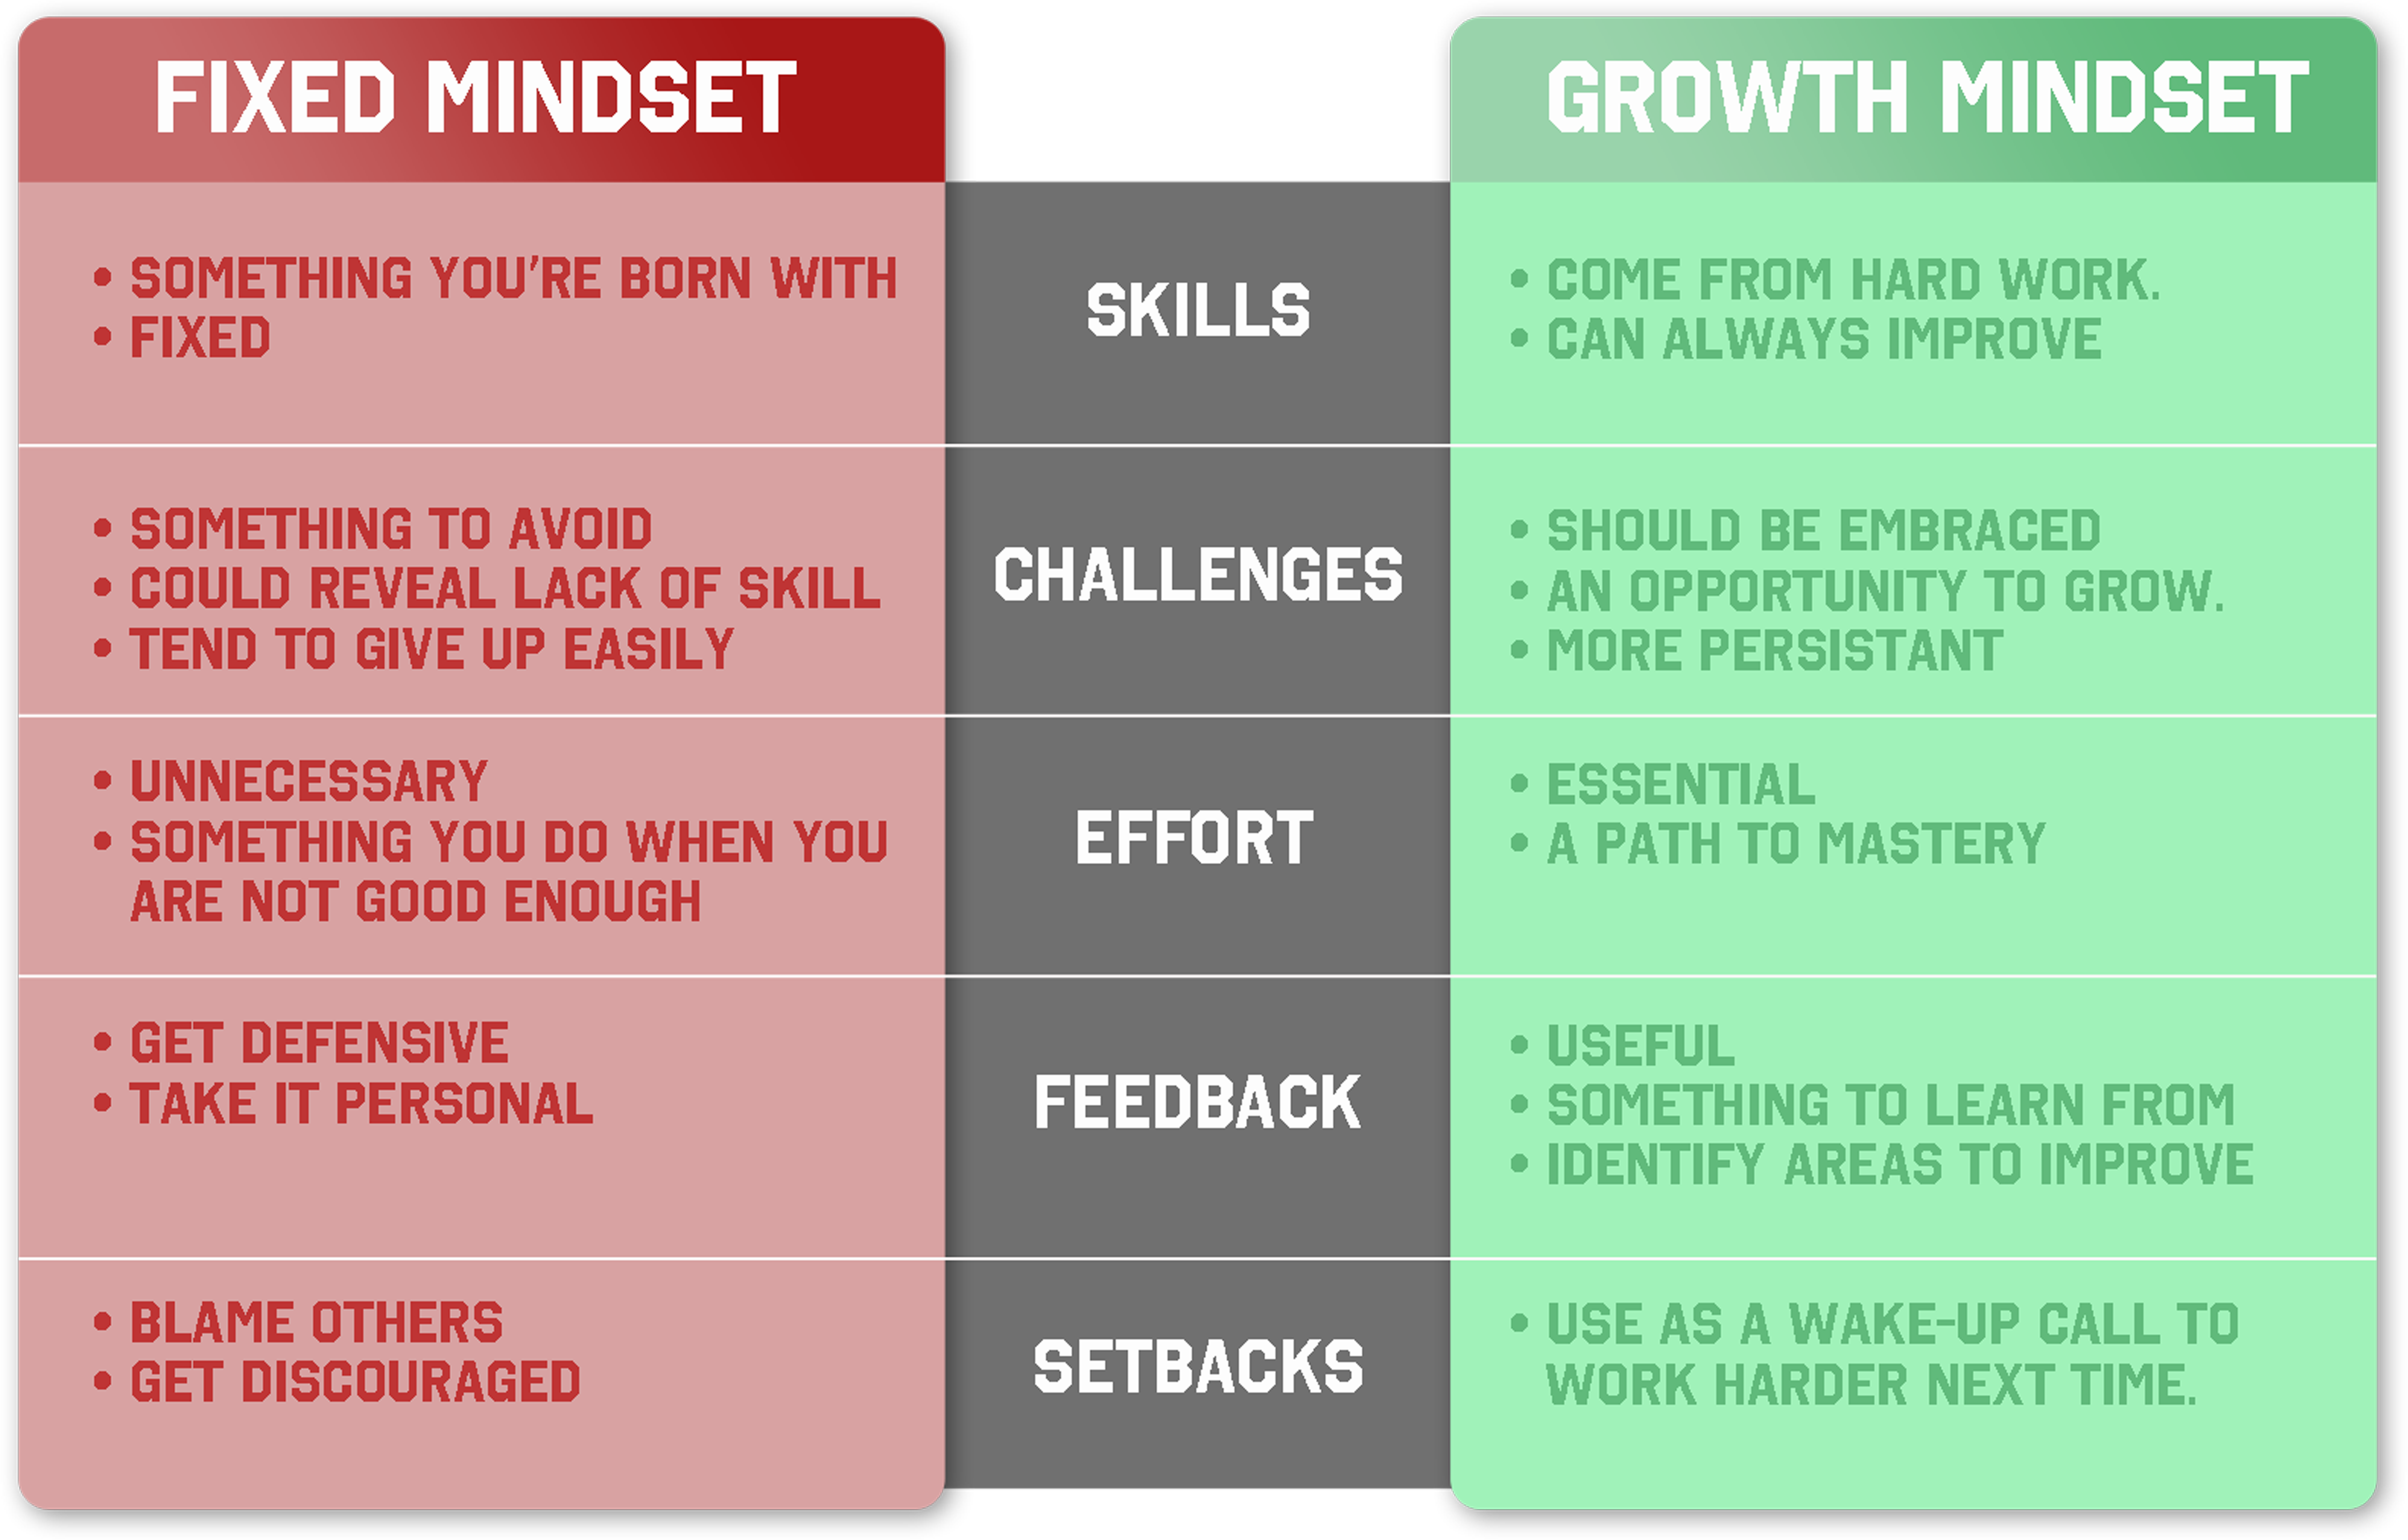 FIXED MINDSET
GROWTH MINDSET
• SOMETHING YOU'RE BORN WITH
• FIXED
SKILLS
• COME FROM HARD WORK.
• CAN ALWAYS IMPROVE
• SOMETHING TO AVOID
• COULD REVEAL LACK OF SKILL
• TEND TO GIVE UP EASILY
CHALLENGES
• SHOULD BE EMBRACED
• AN OPPORTUNITY TO GROW.
• MORE PERSISTANT
• UNNECESSARY
• SOMETHING YOU DO WHEN YOU
ARE NOT GOOD ENOUGH
EFFORT
• ESSENTIAL
• A PATH TO MASTERY
• GET DEFENSIVE
• TAKE IT PERSONAL
FEEDBACK
• USEFUL
• SOMETHING TO LEARN FROM
• IDENTIFY AREAS TO IMPROVE
• BLAME OTHERS
• GET DISCOURAGED
SETBACKS
• USE AS A WAKE-UP CALL TO
WORK HARDER NEXT TIME.